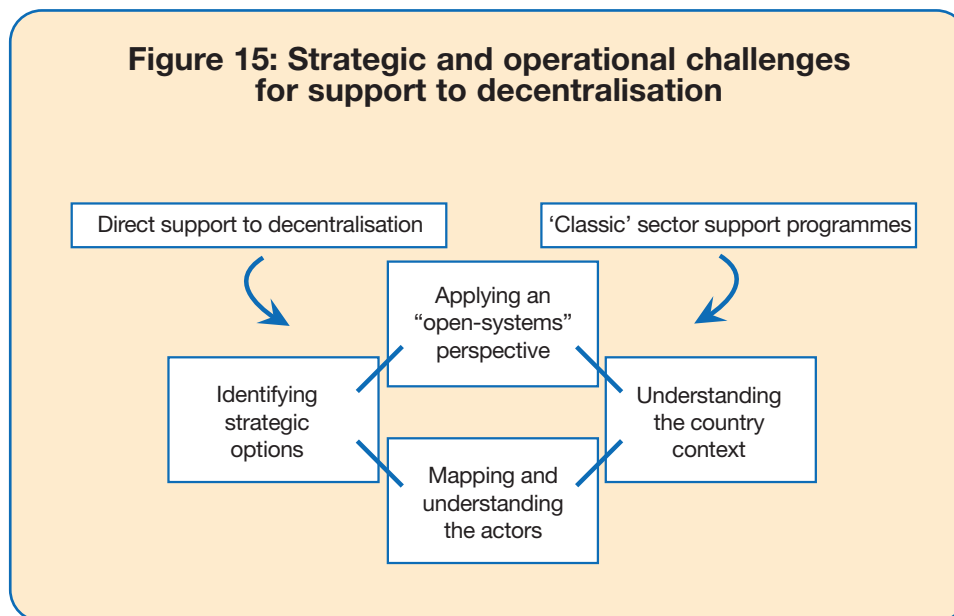 Figure 15: Strategic and operational challenges
for support to decentralisation
Direct support to decentralisation
‘Classic’ sector support programmes
Applying an
“open-systems”
perspective
Identifying
strategic
options
Understanding
the country
context
Mapping and
understanding
the actors